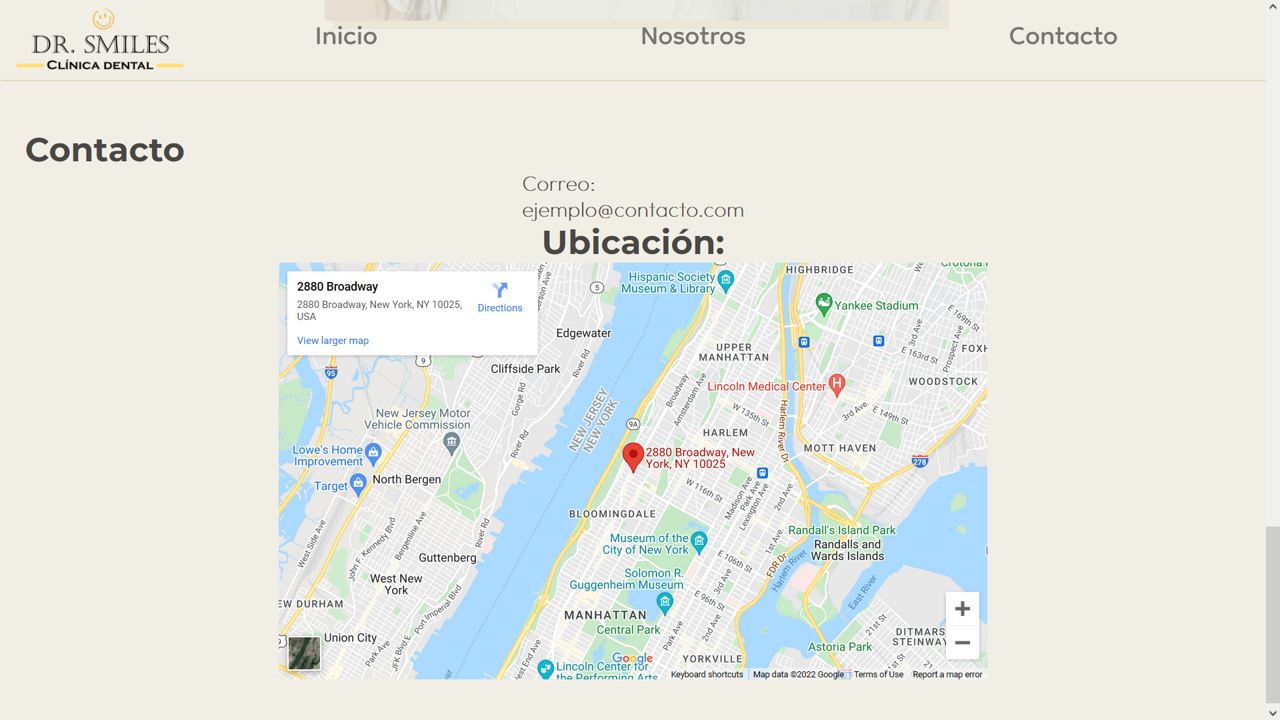 DR. SMILES
CLÍNICA DENTAL
Inicio
Nosotros
Contacto
Contacto
Correo:
ejemplo@contacto.com
Ubicación:
2880 Broadway
2880 Broadway, New York, NY 10025,
USA
Directions
View larger map
Hispanic Society
Museum & Library
HIGHBRIDGE
Yankee Stadium
5
Edgewater
River Rd
E 169th St
Prospect Ave
E 163rd St
UPPER
MANHATTAN
9
95
Cliffside Park
Gorge Rd
Broadway
Amsterdam Ave
Lincoln Medical Center
WOODSTOCK
3rd Ave.
E 149th St
New Jersey Motor
Vehicle Commission
NEW JERSEY
NEW YORK
9A
W 135th St
Harlem River Dr
HARLEM
MOTT HAVEN
278
Lowe's Home
Improvement
2880 Broadway, New
York, NY 10025
Target
North Bergen
River Rd
W 116th St
Madison Ave
Park Ave
Lexington Ave
2nd Ave
BLOOMINGDALE
West Side Ave
John F. Kennedy Blvd
Bergenline Ave
Randall's Island Park
Randalls and
Wards Islands
Museum of the
City of New York
E 106th St
1st Ave
FDR Dr
Harlem River
Guttenberg
Solomon R.
Guggenheim Museum
West New
York
Port Imperial Blvd
E 96th St
East River
EW DURHAM
MANHATTAN
Central Park
Park Ave
2nd Ave
21st St
DITMARS
STEINWAY
Union City
JFK Blvd
Park Ave
YORKVILLE
Astoria Park
Lincoln Center for
the Performing Arts
Google
Keyboard shortcuts
Map data ©2022 Google
Terms of Use
Report a map error